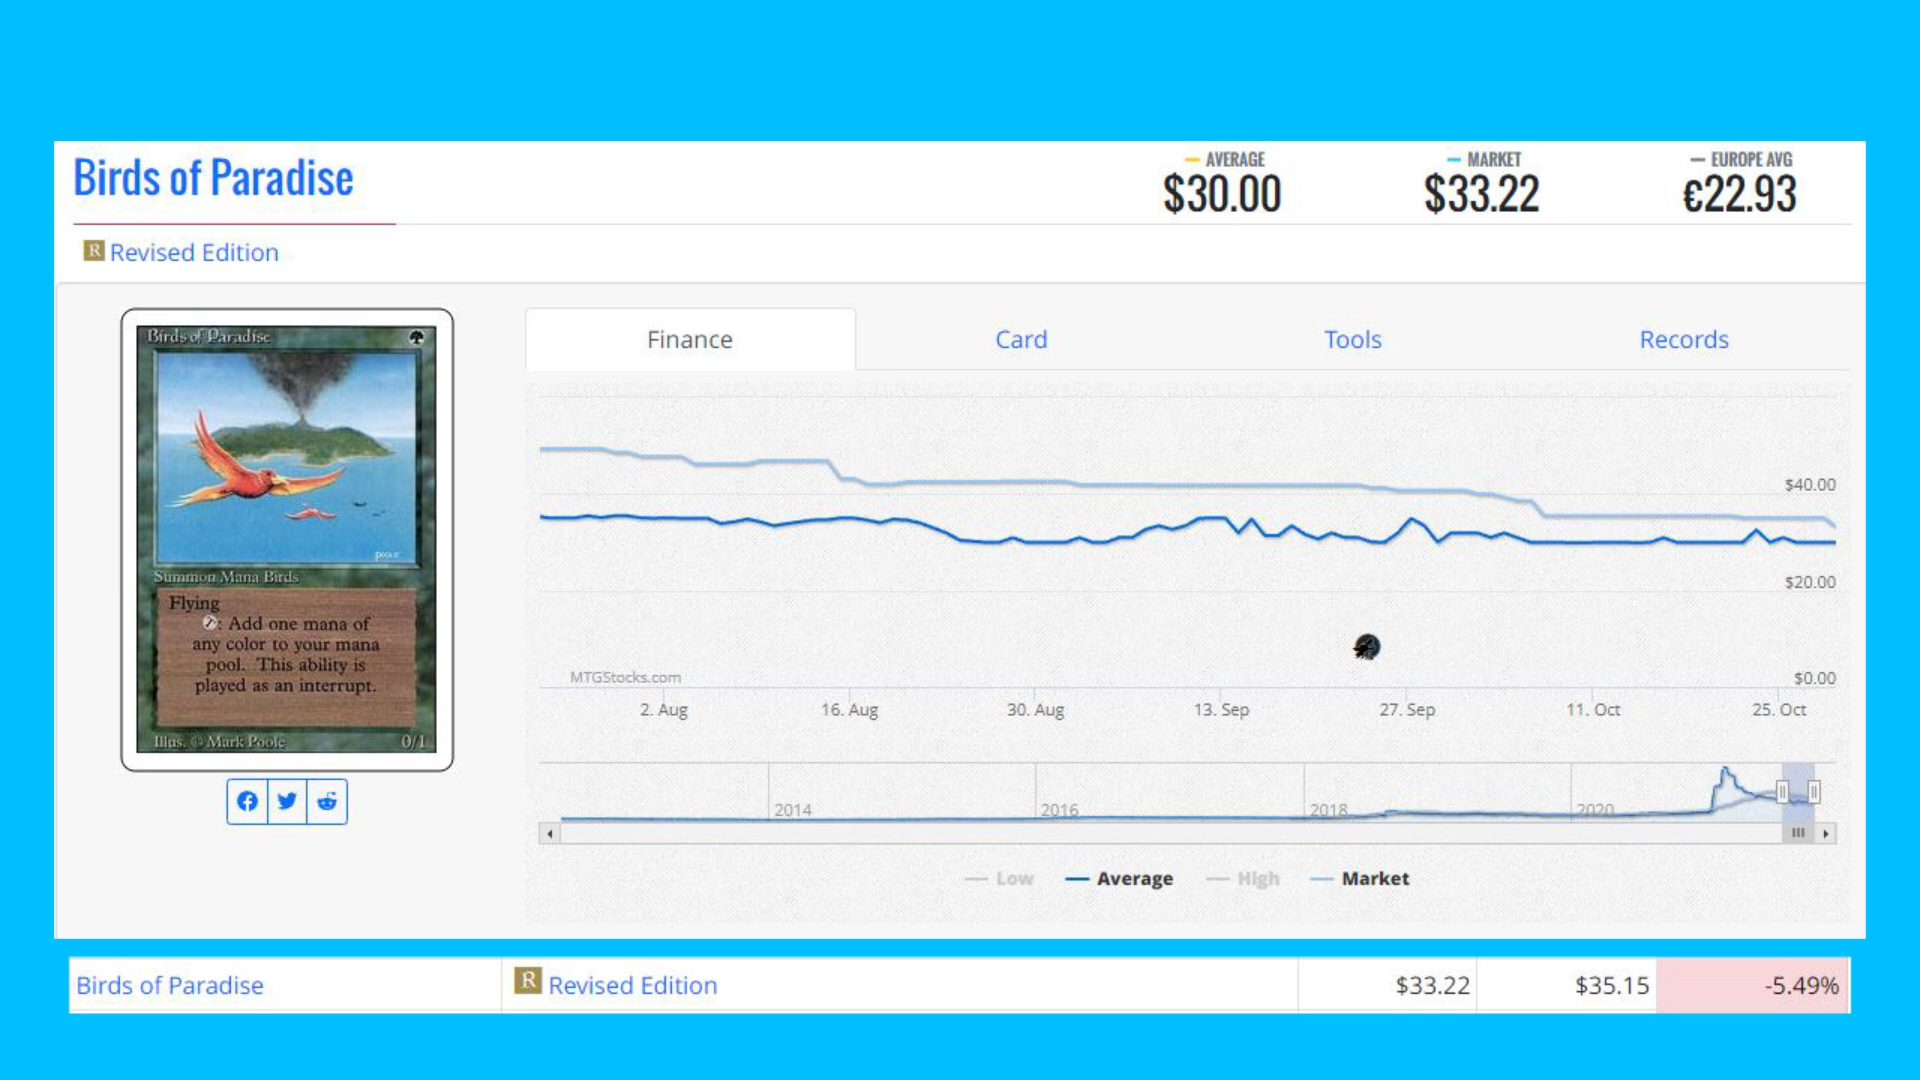 Birds of Paradise
AVERAGE
$30.00
MARKET
$33.22
EUROPE AVG
€22.93
R Revised Edition
Finance
Card
Tools
Records
Birds of Paradise
poole
Summon Mana Birds
Flying
: Add one mana of
any color to your mana
pool. This ability is
played as an interrupt.
Illus. © Mark Poole
0/1
$40.00
$20.00
$0.00
MTGStocks.com
2. Aug
16. Aug
30. Aug
13. Sep
27. Sep
11. Oct
25. Oct
2014
2016
2018
2020
Low
Average
High
Market
Birds of Paradise
R Revised Edition
$33.22
$35.15
-5.49%